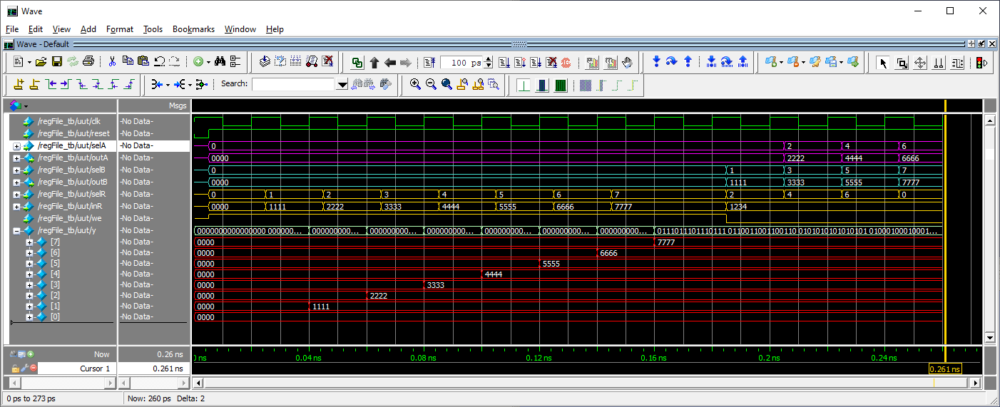 Wave
File Edit View Add Format Tools Bookmarks Window Help
Wave - Default
100 ps
Search:
Msgs
/regFile_tb/uut/clk -No Data-
/regFile_tb/uut/reset -No Data-
/regFile_tb/uut/selA -No Data- 0 2 4 6
/regFile_tb/uut/outA -No Data- 0000 2222 4444 6666
/regFile_tb/uut/selB -No Data- 0 1 3 5 7
/regFile_tb/uut/outB -No Data- 0000 1111 3333 5555 7777
/regFile_tb/uut/selR -No Data- 0 1 2 3 4 5 6 7 2 4 6 0
/regFile_tb/uut/inR -No Data- 0000 1111 2222 3333 4444 5555 6666 7777 1234
/regFile_tb/uut/we -No Data-
/regFile_tb/uut/y -No Data- 0000000000000000 000000... 000000000... 000000000... 000000000... 000000000... 000000000... 000000000... 0111011101110111 0110011001100110 0101010101010101 01000100010001...
[7] -No Data- 0000 7777
[6] -No Data- 0000 6666
[5] -No Data- 0000 5555
[4] -No Data- 0000 4444
[3] -No Data- 0000 3333
[2] -No Data- 0000 2222
[1] -No Data- 0000 1111
[0] -No Data- 0000
Now 0.26 ns ns 0.04 ns 0.08 ns 0.12 ns 0.16 ns 0.2 ns 0.24 ns
Cursor 1 0.261 ns 0.261 ns
0 ps to 273 ps Now: 260 ps Delta: 2